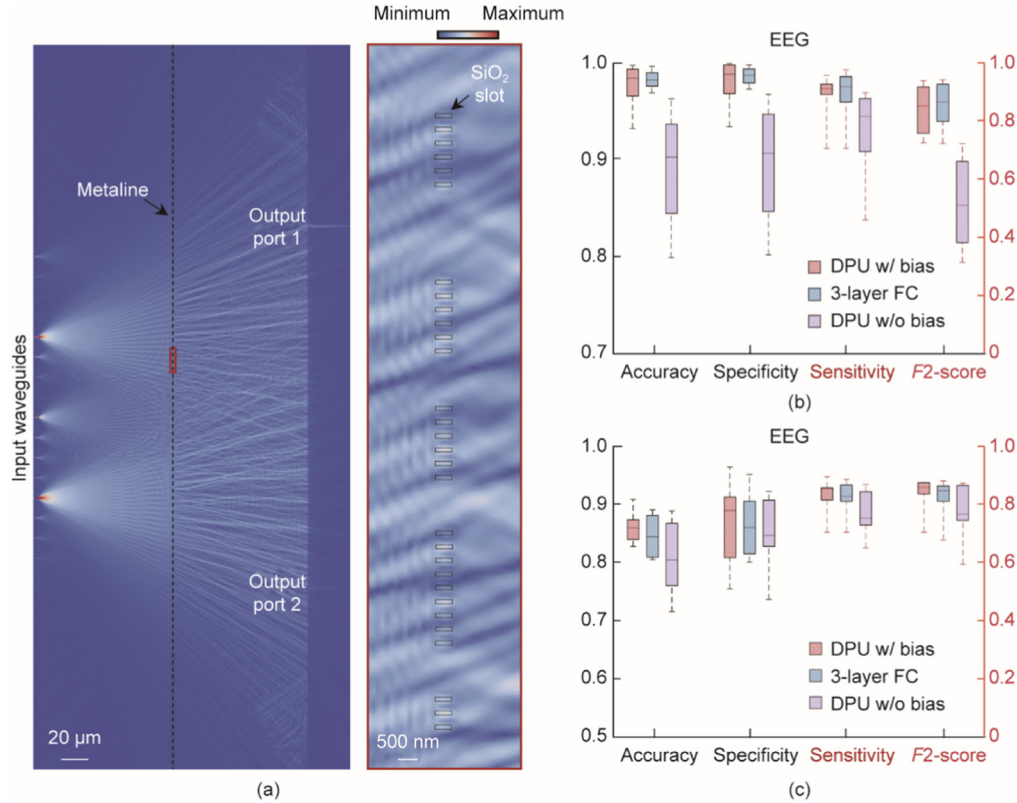 Minimum Maximum
SiO2
slot
Metaline
Output
port 1
Output
port 2
Input waveguides
20 μm
500 nm
(a)
EEG
1.0
0.9
0.8
0.7
1.0
0.8
0.6
0.4
0.2
0
DPU w/ bias
3-layer FC
DPU w/o bias
Accuracy Specificity Sensitivity F2-score
(b)
EEG
1.0
0.9
0.8
0.7
0.6
0.5
1.0
0.8
0.6
0.4
0.2
0
DPU w/ bias
3-layer FC
DPU w/o bias
Accuracy Specificity Sensitivity F2-score
(c)